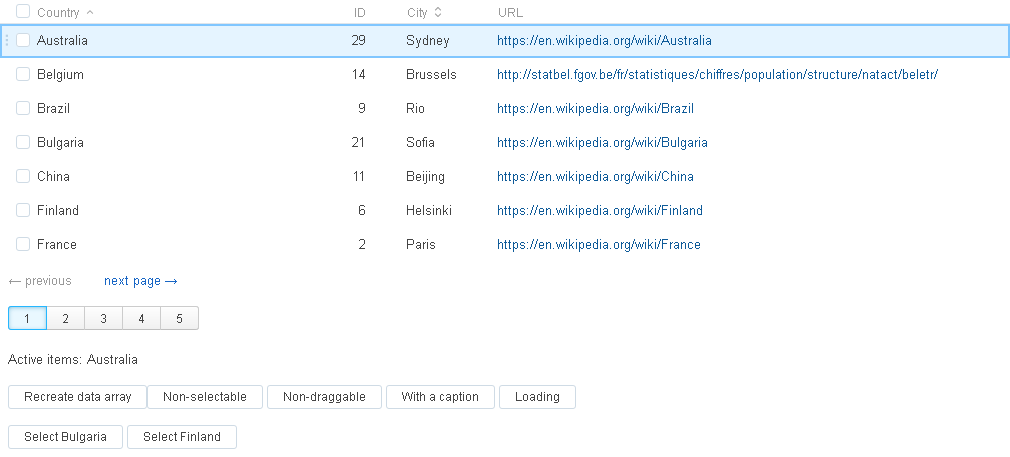 Country ID City URL
Australia 29 Sydney https://en.wikipedia.org/wiki/Australia
Belgium 14 Brussels http://statbel.fgov.be/fr/statistiques/chiffres/population/structure/natact/beletr/
Brazil 9 Rio https://en.wikipedia.org/wiki/Brazil
Bulgaria 21 Sofia https://en.wikipedia.org/wiki/Bulgaria
China 11 Beijing https://en.wikipedia.org/wiki/China
Finland 6 Helsinki https://en.wikipedia.org/wiki/Finland
France 2 Paris https://en.wikipedia.org/wiki/France
← previous next page →
1 2 3 4 5
Active items: Australia
Recreate data array Non-selectable Non-draggable With a caption Loading
Select Bulgaria Select Finland